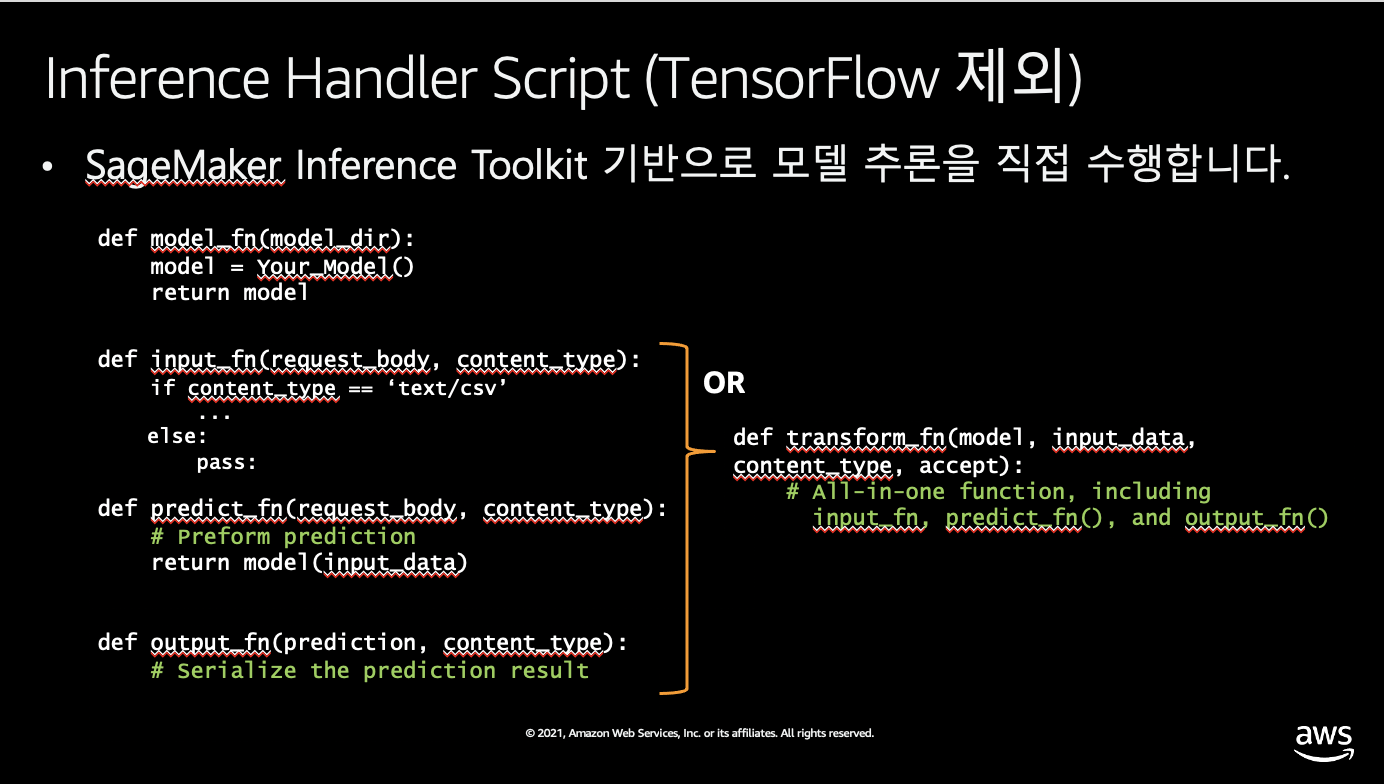 Inference Handler Script (TensorFlow 제외)
• SageMaker Inference Toolkit 기반으로 모델 추론을 직접 수행합니다.
def model_fn(model_dir):
model = Your_Model()
return model
def input_fn(request_body, content_type):
if content_type == ‘text/csv’
...
else:
pass:
def predict_fn(request_body, content_type):
# Preform prediction
return model(input_data)
def output_fn(prediction, content_type):
# Serialize the prediction result
OR
def transform_fn(model, input_data,
content_type, accept):
# All-in-one function, including
input_fn, predict_fn(), and output_fn()
© 2021, Amazon Web Services, Inc. or its affiliates. All rights reserved.
aws